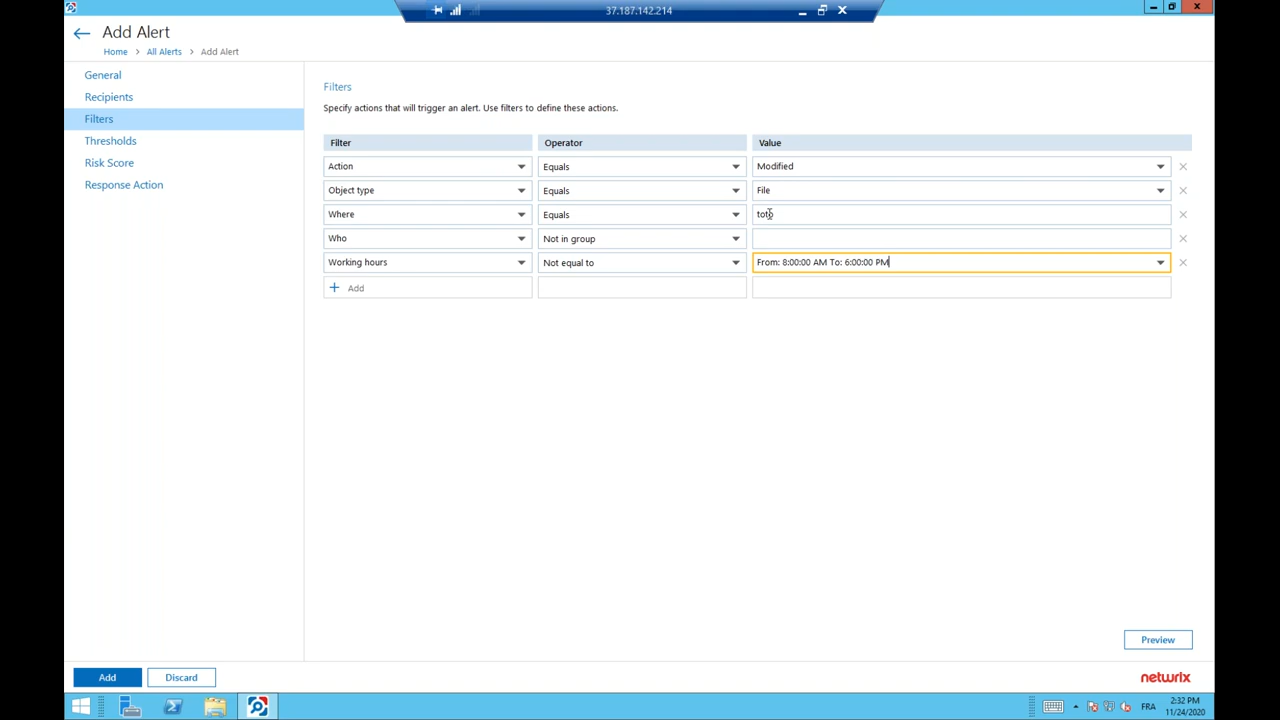 37.187.142.214
Add Alert
Home > All Alerts > Add Alert
General
Recipients
Filters
Thresholds
Risk Score
Response Action
Filters
Specify actions that will trigger an alert. Use filters to define these actions.
Filter Operator Value
Action Equals Modified
Object type Equals File
Where Equals toto
Who Not in group
Working hours Not equal to From: 8:00:00 AM To: 6:00:00 PM
+ Add
Preview
Add Discard
netwrix
FRA
2:32 PM
11/24/2020